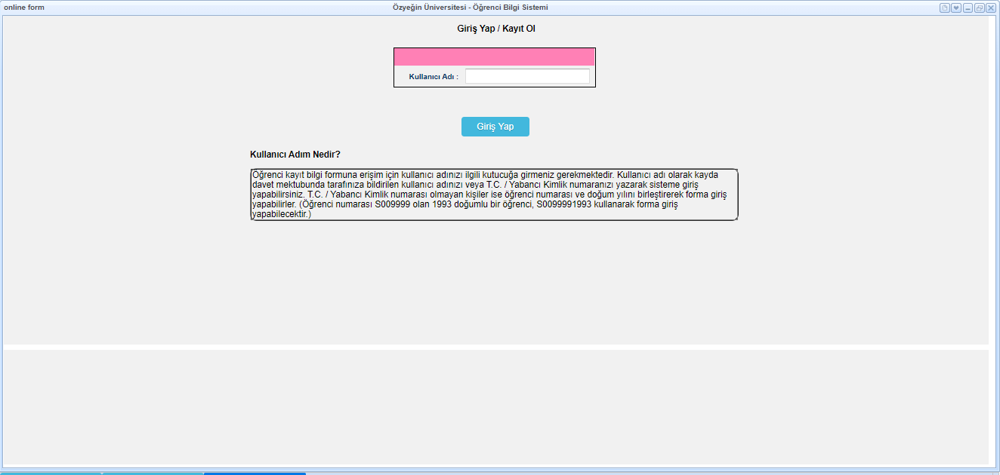 online form
Özyeğin Üniversitesi - Öğrenci Bilgi Sistemi
Giriş Yap / Kayıt Ol
Kullanıcı Adı :
Giriş Yap
Kullanıcı Adım Nedir?
Öğrenci kayıt bilgi formuna erişim için kullanıcı adınızı ilgili kutucuğa girmeniz gerekmektedir. Kullanıcı adı olarak kayda
davet mektubunda tarafınıza bildirilen kullanıcı adınızı veya T.C. / Yabancı Kimlik numaranızı yazarak sisteme giriş
yapabilirsiniz. T.C. / Yabancı Kimlik numarası olmayan kişiler ise öğrenci numarası ve doğum yılını birleştirerek forma giriş
yapabilirler. (Öğrenci numarası S009999 olan 1993 doğumlu bir öğrenci, S0099991993 kullanarak forma giriş
yapabilecektir.)